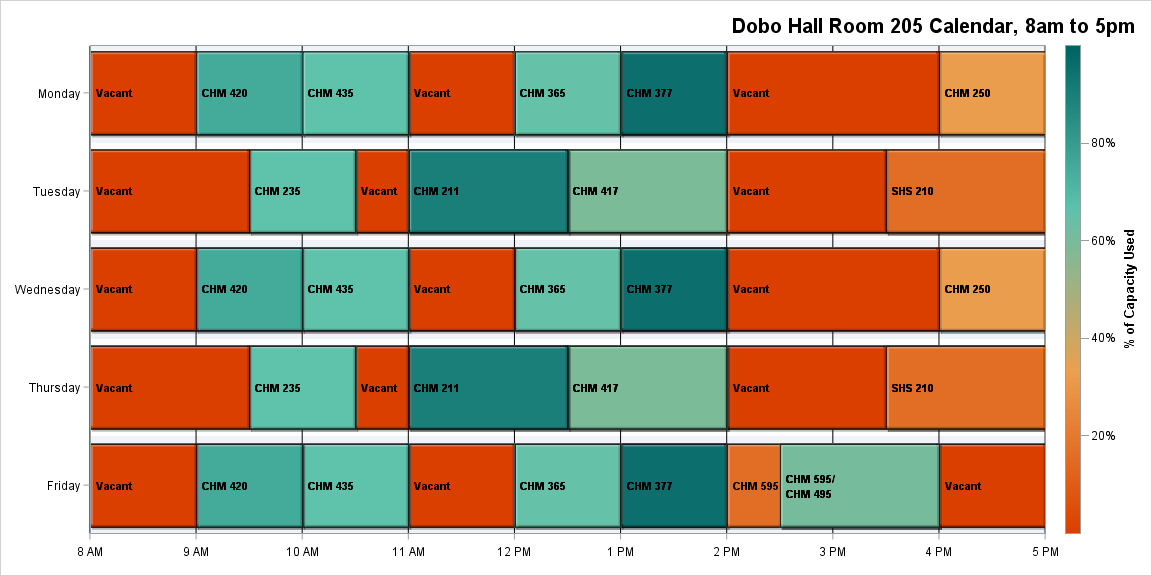 Dobo Hall Room 205 Calendar, 8am to 5pm
Monday
Vacant
CHM 420
CHM 435
Vacant
CHM 365
CHM 377
Vacant
CHM 250
Tuesday
Vacant
CHM 235
Vacant
CHM 211
CHM 417
Vacant
SHS 210
Wednesday
Vacant
CHM 420
CHM 435
Vacant
CHM 365
CHM 377
Vacant
CHM 250
Thursday
Vacant
CHM 235
Vacant
CHM 211
CHM 417
Vacant
SHS 210
Friday
Vacant
CHM 420
CHM 435
Vacant
CHM 365
CHM 377
CHM 595
CHM 595/
CHM 495
Vacant
8 AM
9 AM
10 AM
11 AM
12 PM
1 PM
2 PM
3 PM
4 PM
5 PM
80%
60%
40%
20%
% of Capacity Used